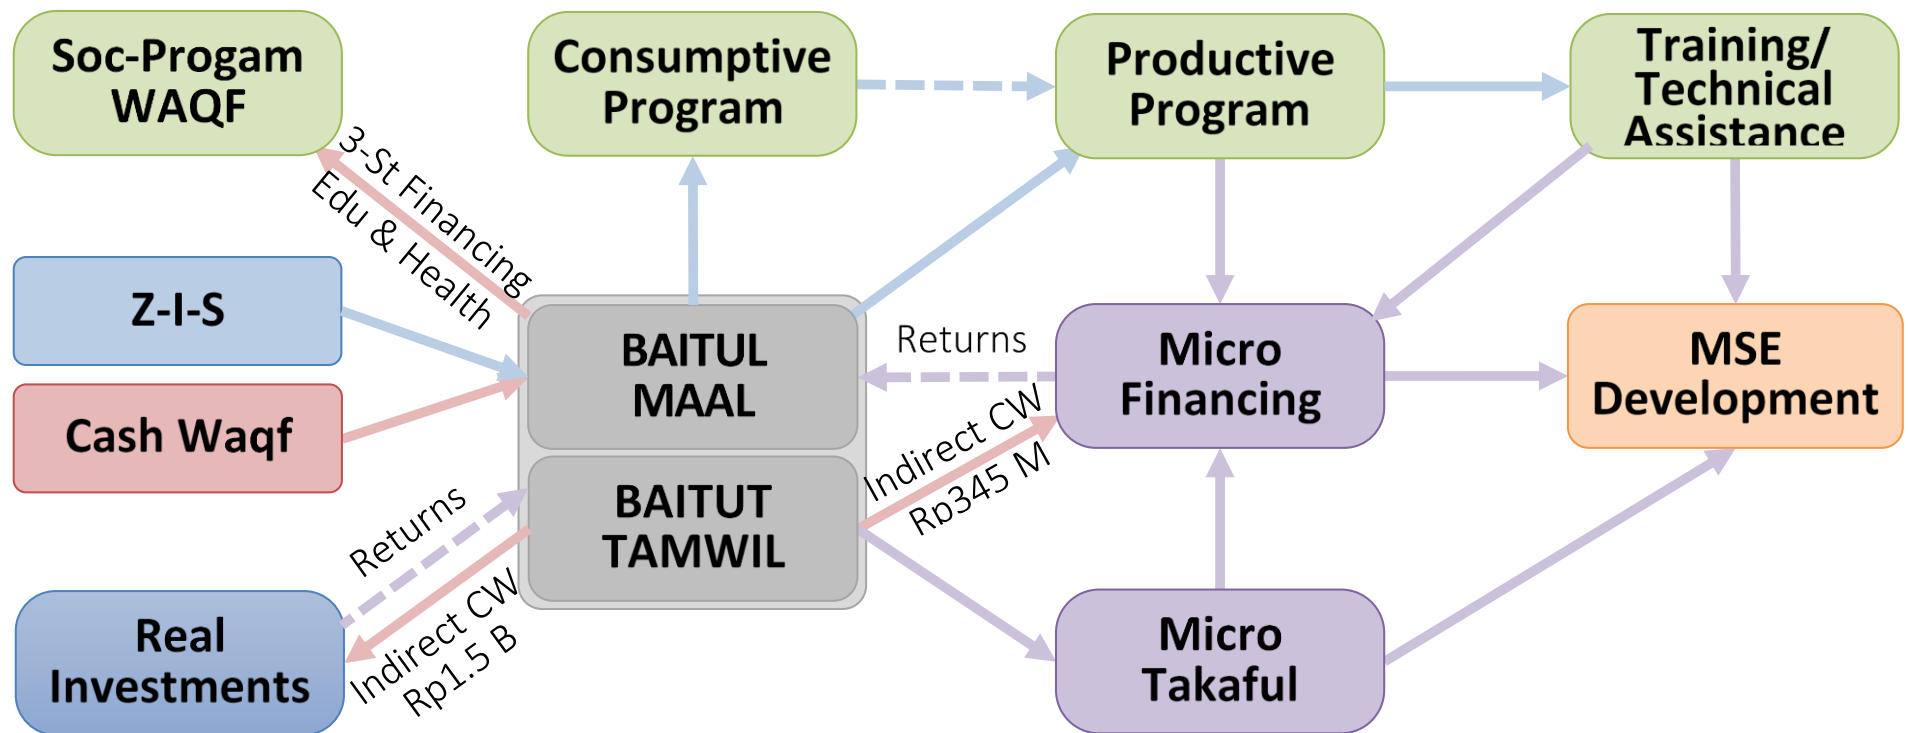 Soc-Progam
WAQF
Consumptive
Program
Productive
Program
Training/
Technical
Assistance
3-St Financing
Edu & Health
Z-I-S
Cash Waqf
BAITUL
MAAL
BAITUT
TAMWIL
Returns
Micro
Financing
MSE
Development
Indirect CW
Rp345 M
Returns
Indirect CW
Rp1.5 B
Real
Investments
Micro
Takaful